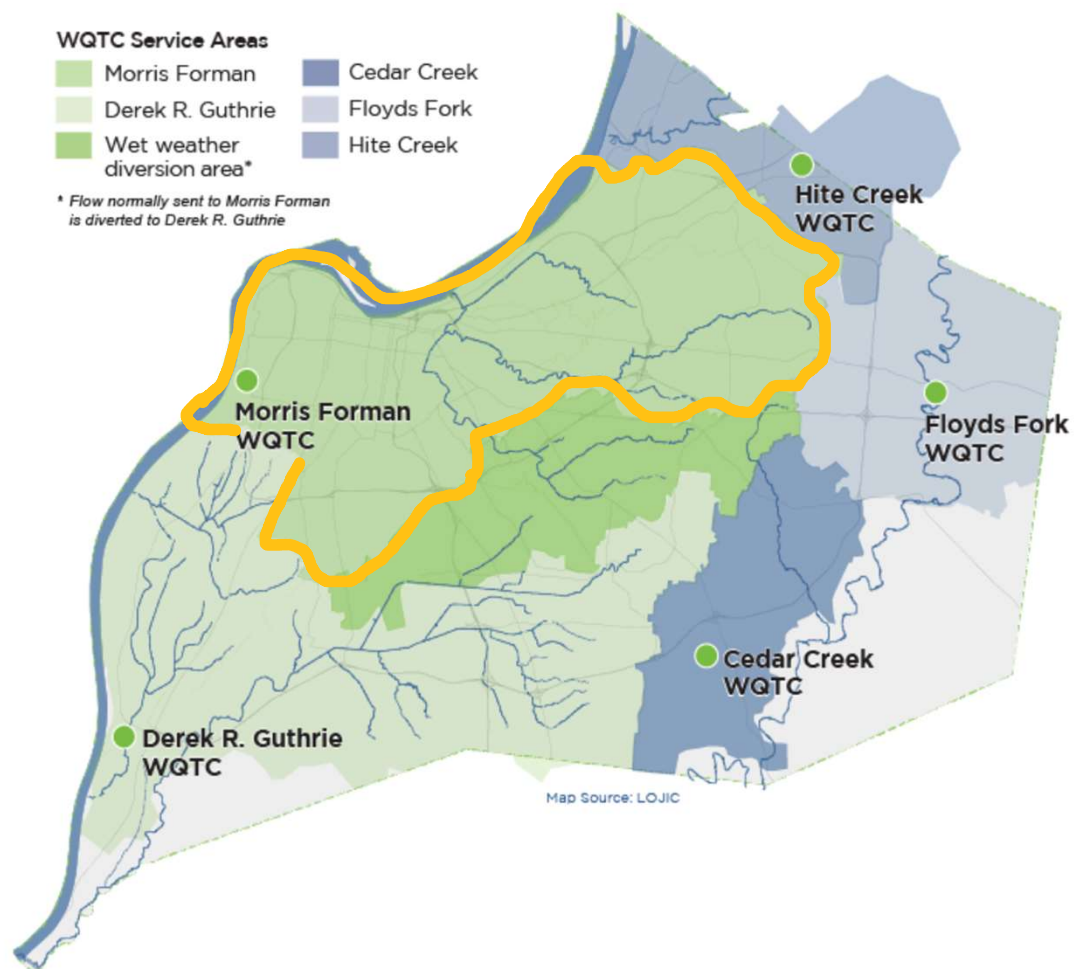 WQTC Service Areas
Morris Forman
Derek R. Guthrie
Wet weather
diversion area*
Cedar Creek
Floyds Fork
Hite Creek
* Flow normally sent to Morris Forman
is diverted to Derek R. Guthrie
Hite Creek
WQTC
Morris Forman
WQTC
Floyds Fork
WQTC
Cedar Creek
WQTC
Derek R. Guthrie
WQTC
Map Source: LOJIC